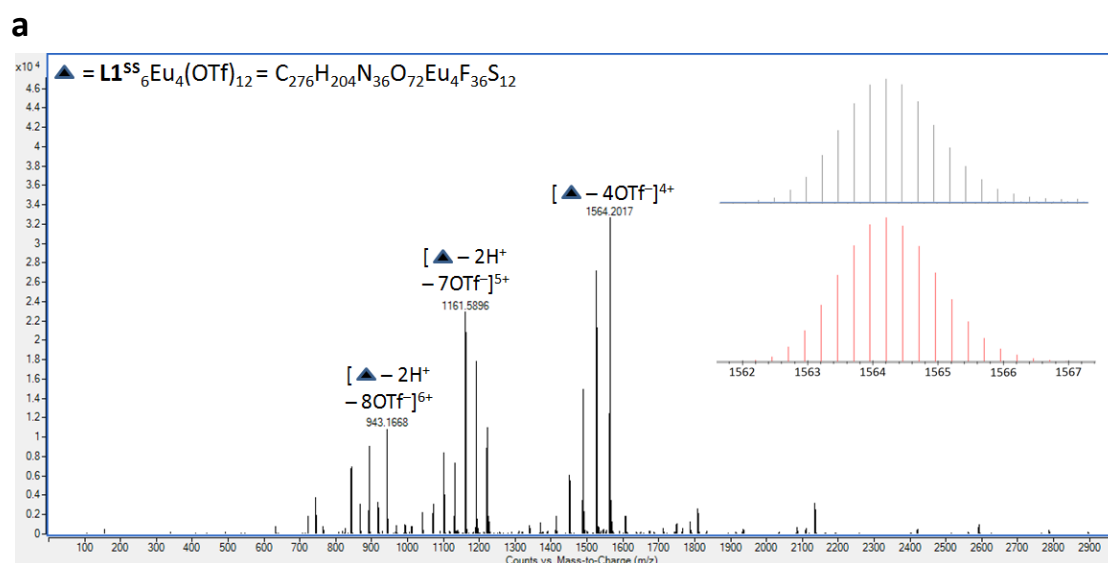 a
x10⁴
▲ = L1ˢˢ₆Eu₄(OTf)₁₂ = C₂₇₆H₂₀₄N₃₆O₇₂Eu₄F₃₆S₁₂
4.6
4.4
4.2
4
3.8
3.6
3.4
3.2
3
2.8
2.6
2.4
2.2
2
1.8
1.6
1.4
1.2
1
0.8
0.6
0.4
0.2
0
[ ▲ – 4OTf⁻]⁴⁺
1564.2017
[ ▲ – 2H⁺
– 7OTf⁻]⁵⁺
1161.5896
[ ▲ – 2H⁺
– 8OTf⁻]⁶⁺
943.1668
1562 1563 1564 1565 1566 1567
100 200 300 400 500 600 700 800 900 1000 1100 1200 1300 1400 1500 1600 1700 1800 1900 2000 2100 2200 2300 2400 2500 2600 2700 2800 2900
Counts vs. Mass-to-Charge (m/z)